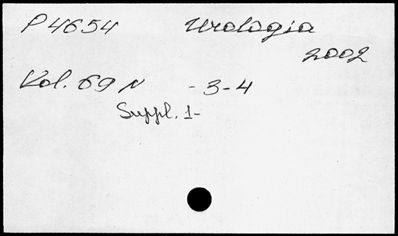 P4654 Urologia
2002
Vol. 69 N - 3-4
Suppl. 1-